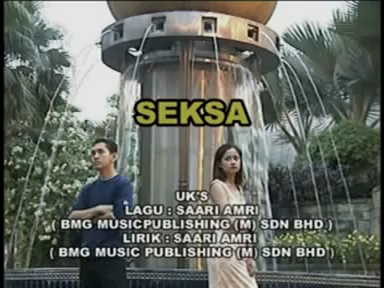 SEKSA
UK'S
LAGU : SAARI AMRI
( BMG MUSICPUBLISHING (M) SDN BHD )
LIRIK : SAARI AMRI
( BMG MUSIC PUBLISHING (M) SDN BHD )